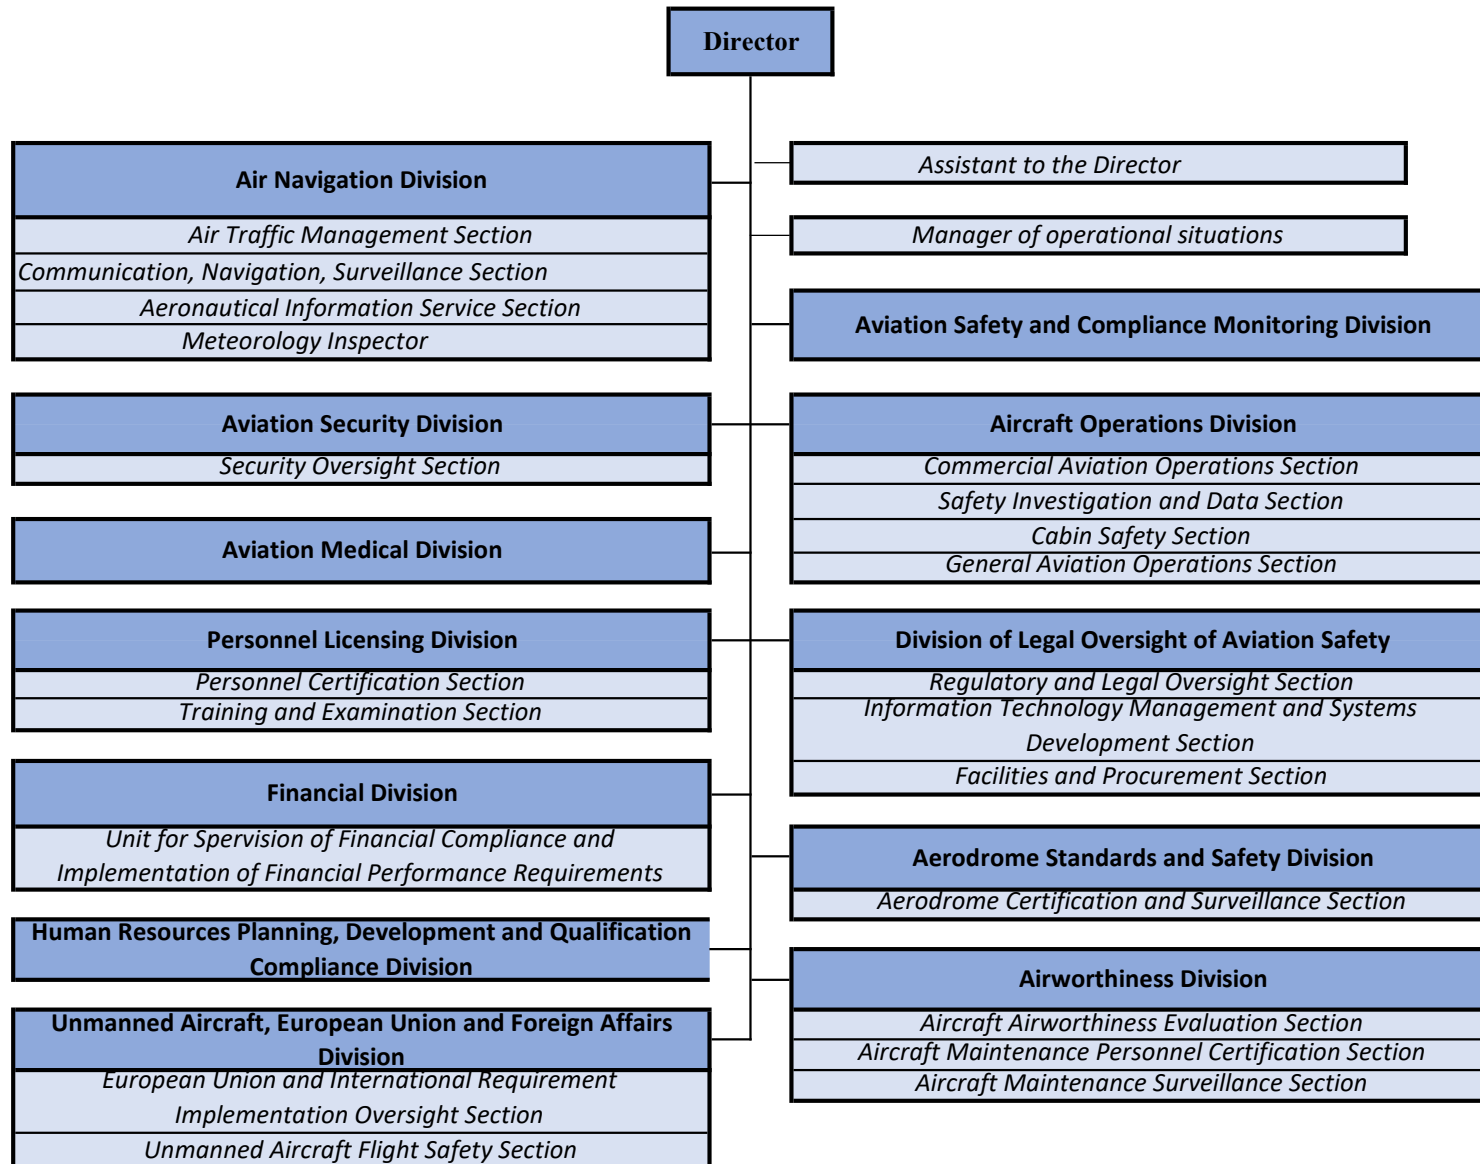 Director
Air Navigation Division
Air Traffic Management Section
Communication, Navigation, Surveillance Section
Aeronautical Information Service Section
Meteorology Inspector
Aviation Security Division
Security Oversight Section
Aviation Medical Division
Personnel Licensing Division
Personnel Certification Section
Training and Examination Section
Financial Division
Unit for Spervision of Financial Compliance and
Implementation of Financial Performance Requirements
Human Resources Planning, Development and Qualification
Compliance Division
Unmanned Aircraft, European Union and Foreign Affairs
Division
European Union and International Requirement
Implementation Oversight Section
Unmanned Aircraft Flight Safety Section
Assistant to the Director
Manager of operational situations
Aviation Safety and Compliance Monitoring Division
Aircraft Operations Division
Commercial Aviation Operations Section
Safety Investigation and Data Section
Cabin Safety Section
General Aviation Operations Section
Division of Legal Oversight of Aviation Safety
Regulatory and Legal Oversight Section
Information Technology Management and Systems
Development Section
Facilities and Procurement Section
Aerodrome Standards and Safety Division
Aerodrome Certification and Surveillance Section
Airworthiness Division
Aircraft Airworthiness Evaluation Section
Aircraft Maintenance Personnel Certification Section
Aircraft Maintenance Surveillance Section